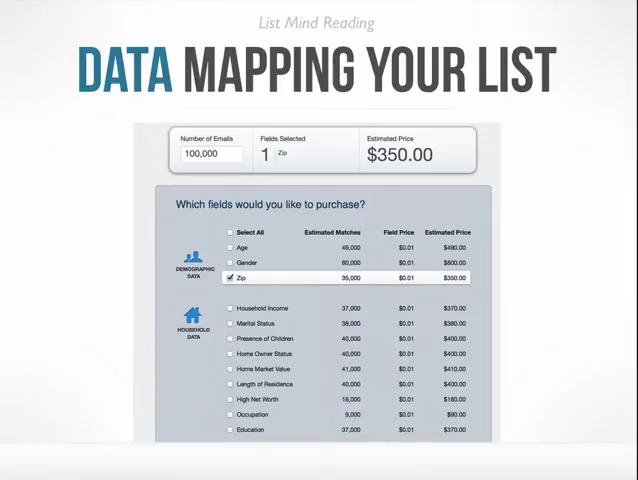 List Mind Reading
DATA MAPPING YOUR LIST
Number of Emails Fields Selected Estimated Price
100,000 1 Zip $350.00
Which fields would you like to purchase?
Select All Estimated Matches Field Price Estimated Price
Age 49,000 $0.01 $490.00
Gender 80,000 $0.01 $800.00
DEMOGRAPHIC DATA Zip 35,000 $0.01 $350.00
Household Income 37,000 $0.01 $370.00
Marital Status 38,000 $0.01 $380.00
HOUSEHOLD DATA Presence of Children 40,000 $0.01 $400.00
Home Owner Status 40,000 $0.01 $400.00
Home Market Value 41,000 $0.01 $410.00
Length of Residence 40,000 $0.01 $400.00
High Net Worth 16,000 $0.01 $160.00
Occupation 9,000 $0.01 $90.00
Education 37,000 $0.01 $370.00